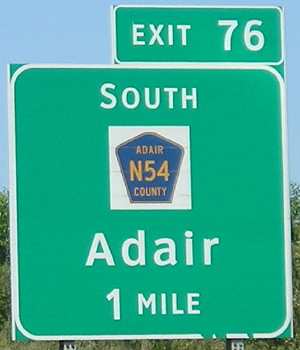 EXIT 76
SOUTH
ADAIR
N54
COUNTY
Adair
1 MILE